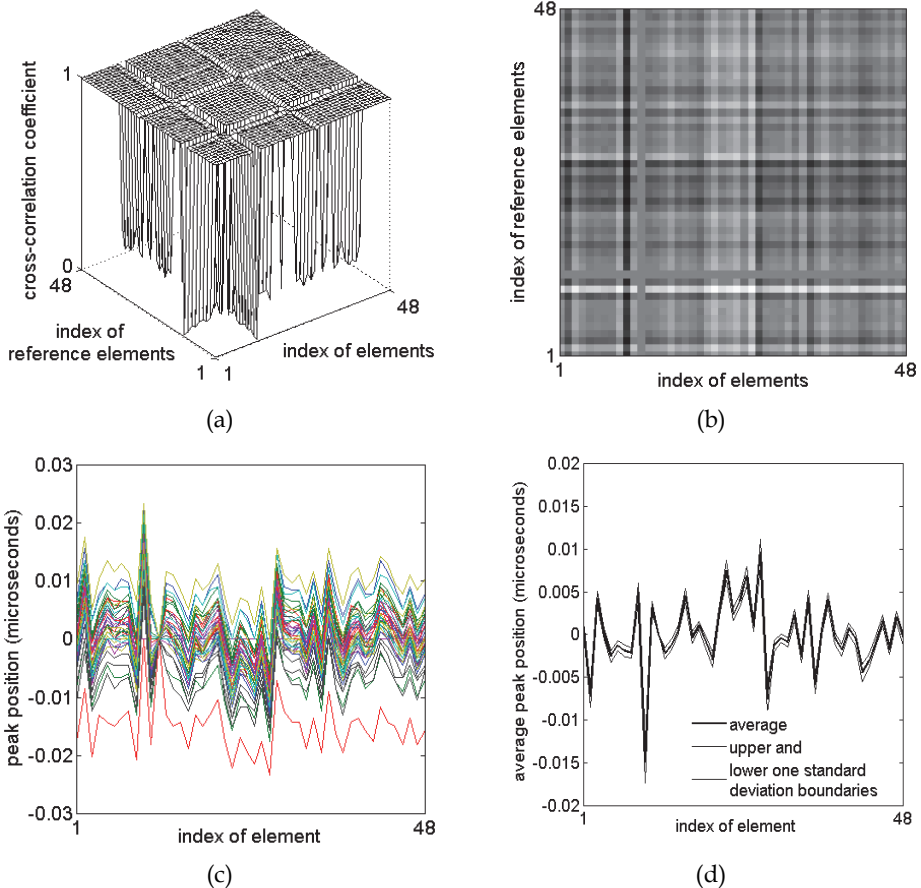 1
cross-correlation coefficient
0
48
index of
reference elements
1
1
index of elements
48
(a)
48
index of reference elements
1
1
index of elements
48
(b)
0.03
0.02
0.01
0
-0.01
-0.02
-0.03
peak position (microseconds)
1
index of element
48
(c)
0.02
0.015
0.01
0.005
0
-0.005
-0.01
-0.015
-0.02
average peak position (microseconds)
average
upper and
lower one standard
deviation boundaries
1
index of element
48
(d)